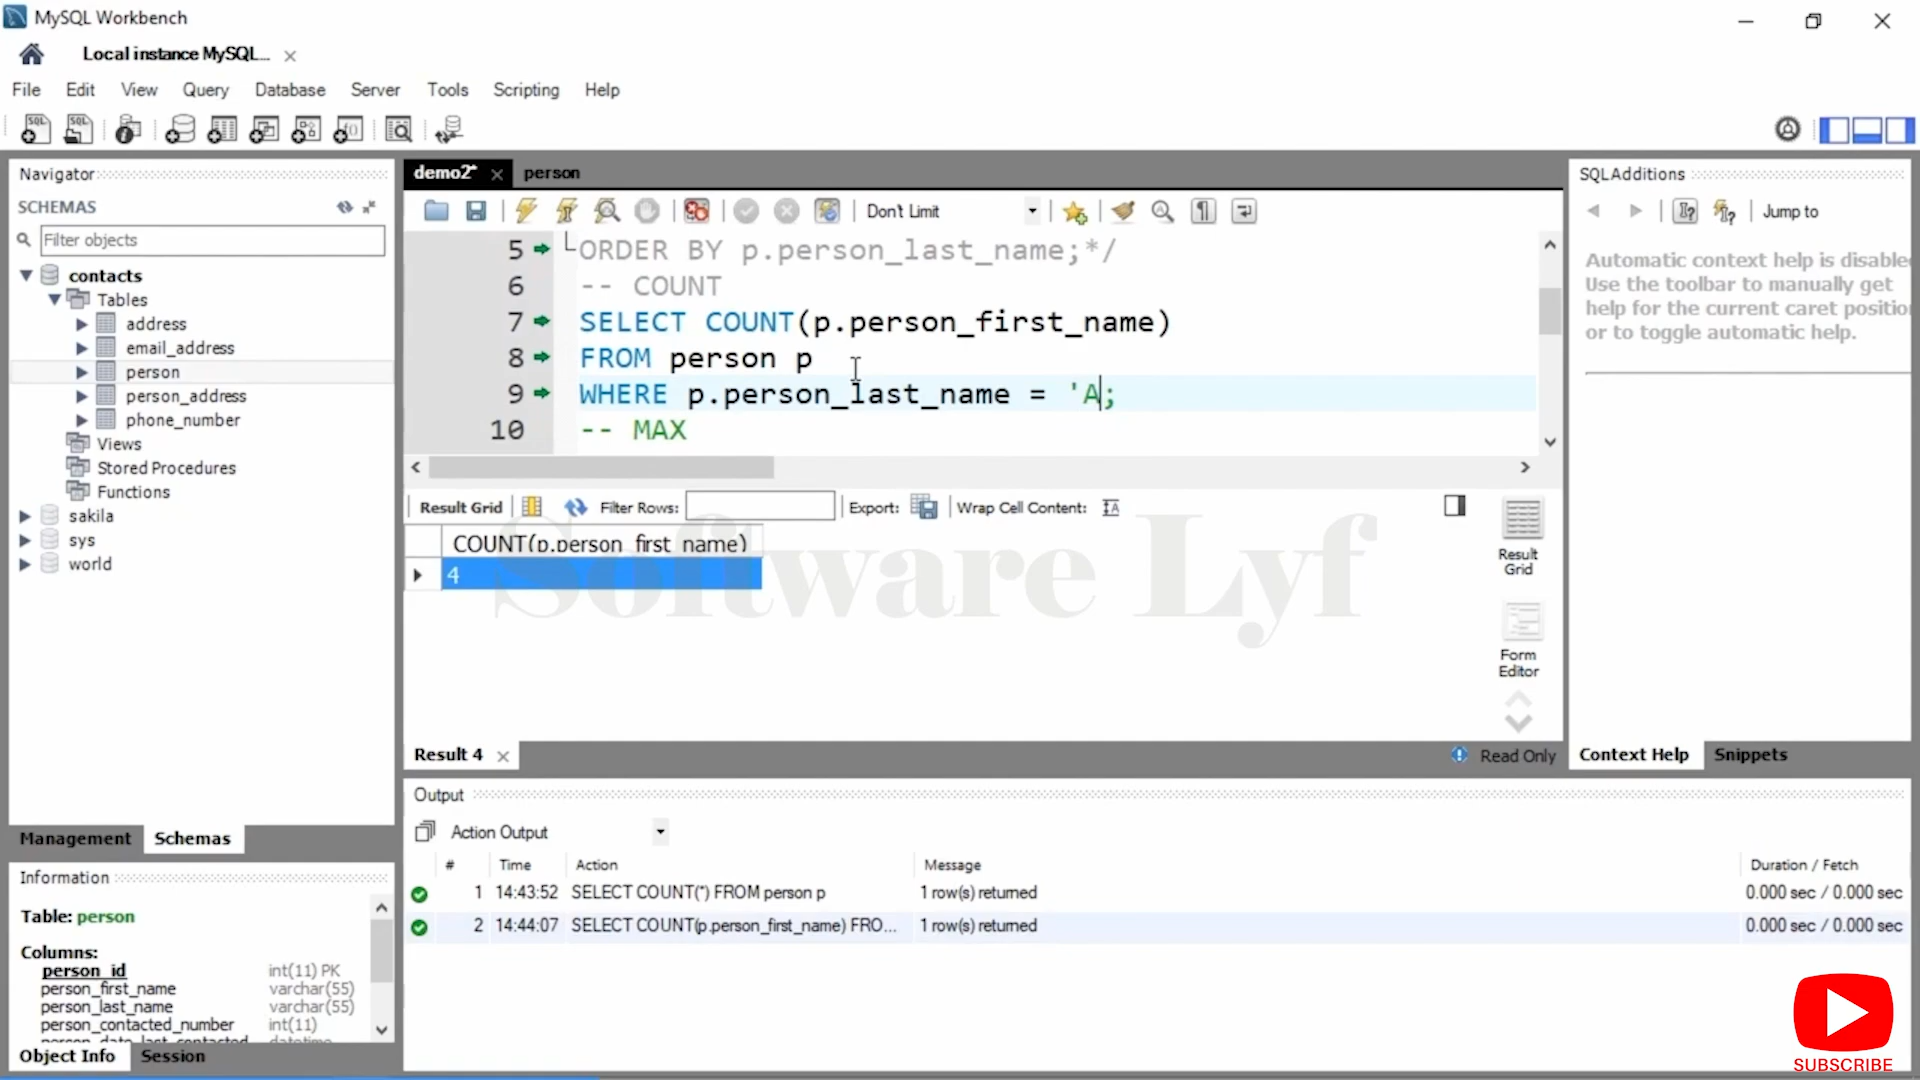 MySQL Workbench
Local instance MySQL...
File Edit View Query Database Server Tools Scripting Help
Navigator
SCHEMAS
Filter objects
contacts
Tables
address
email_address
person
person_address
phone_number
Views
Stored Procedures
Functions
sakila
sys
world
Management Schemas
Information
Table: person
Columns:
person_id int(11) PK
person_first_name varchar(55)
person_last_name varchar(55)
person_contacted_number int(11)
person_date_last_contacted datetime
Object Info Session
demo2* person
Don't Limit
5 ORDER BY p.person_last_name;*/
6 -- COUNT
7 SELECT COUNT(p.person_first_name)
8 FROM person p
9 WHERE p.person_last_name = 'A;
10 -- MAX
Result Grid Filter Rows: Export: Wrap Cell Content:
COUNT(p.person_first_name)
4
Software Lyf
Result
Grid
Form
Editor
Result 4
Read Only
SQLAdditions
Jump to
Automatic context help is disable
Use the toolbar to manually get
help for the current caret positio
or to toggle automatic help.
Context Help Snippets
Output
Action Output
# Time Action Message Duration / Fetch
1 14:43:52 SELECT COUNT(*) FROM person p 1 row(s) returned 0.000 sec / 0.000 sec
2 14:44:07 SELECT COUNT(p.person_first_name) FRO... 1 row(s) returned 0.000 sec / 0.000 sec
SUBSCRIBE